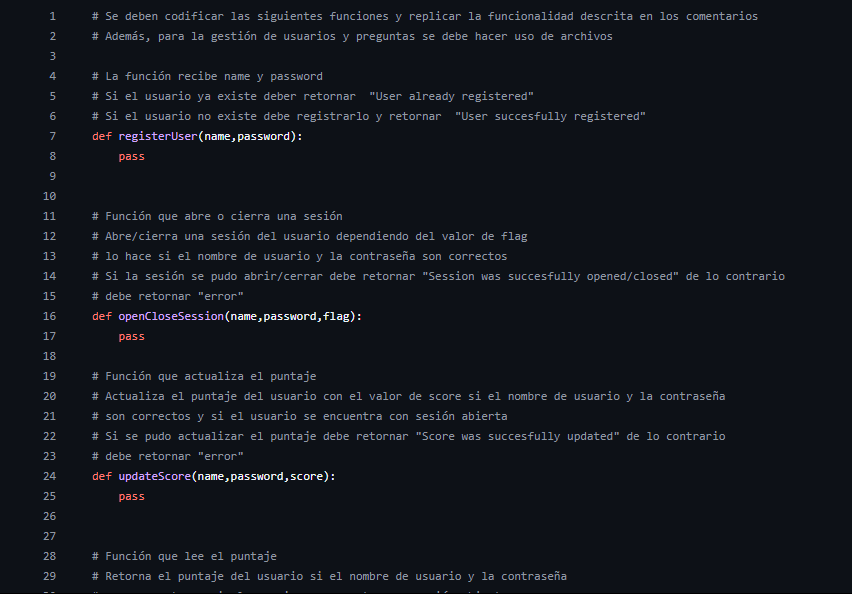 1 # Se deben codificar las siguientes funciones y replicar la funcionalidad descrita en los comentarios
2 # Además, para la gestión de usuarios y preguntas se debe hacer uso de archivos
3
4 # La función recibe name y password
5 # Si el usuario ya existe deber retornar  "User already registered"
6 # Si el usuario no existe debe registrarlo y retornar  "User succesfully registered"
7 def registerUser(name,password):
8     pass
9
10
11 # Función que abre o cierra una sesión
12 # Abre/cierra una sesión del usuario dependiendo del valor de flag
13 # lo hace si el nombre de usuario y la contraseña son correctos
14 # Si la sesión se pudo abrir/cerrar debe retornar "Session was succesfully opened/closed" de lo contrario
15 # debe retornar "error"
16 def openCloseSession(name,password,flag):
17     pass
18
19 # Función que actualiza el puntaje
20 # Actualiza el puntaje del usuario con el valor de score si el nombre de usuario y la contraseña
21 # son correctos y si el usuario se encuentra con sesión abierta
22 # Si se pudo actualizar el puntaje debe retornar "Score was succesfully updated" de lo contrario
23 # debe retornar "error"
24 def updateScore(name,password,score):
25     pass
26
27
28 # Función que lee el puntaje
29 # Retorna el puntaje del usuario si el nombre de usuario y la contraseña